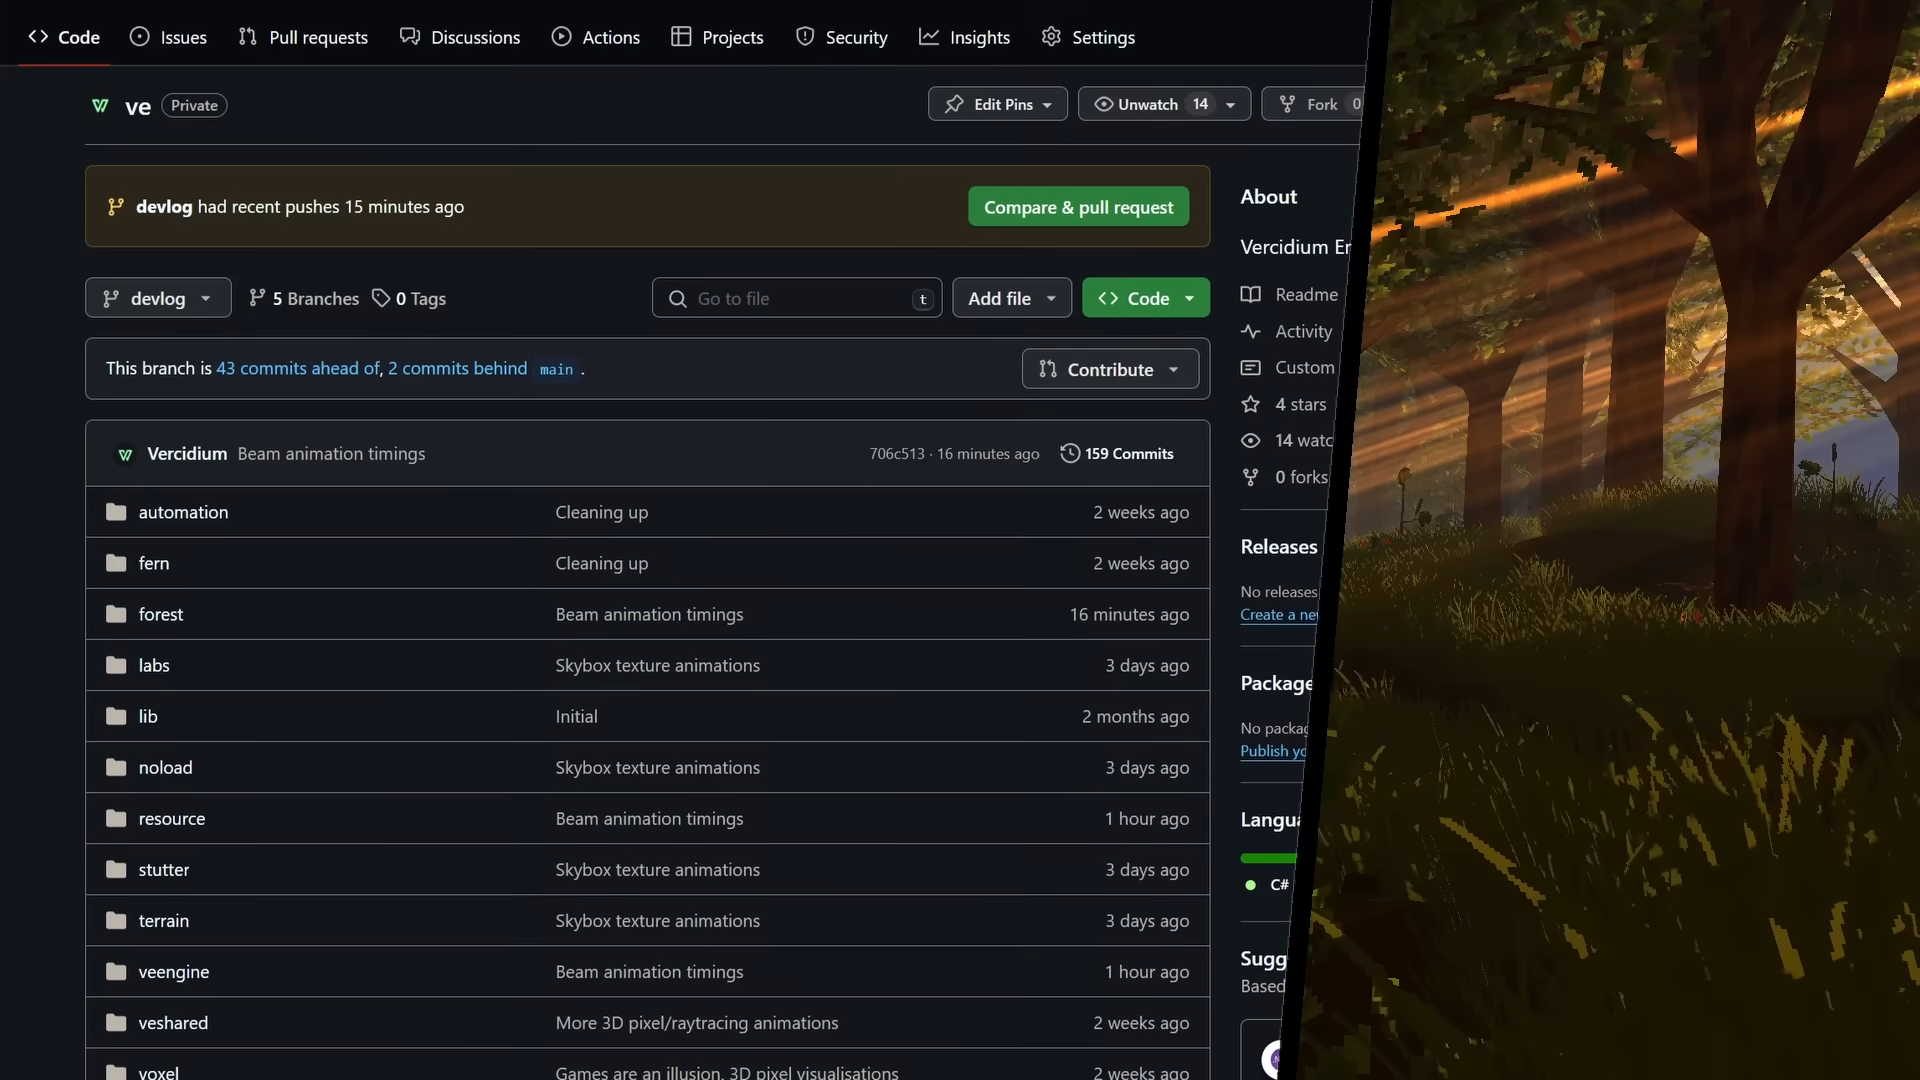 Code Issues Pull requests Discussions Actions Projects Security Insights Settings
ve Private Edit Pins Unwatch 14 Fork 0
devlog had recent pushes 15 minutes ago Compare & pull request
devlog 5 Branches 0 Tags Go to file t Add file Code
This branch is 43 commits ahead of, 2 commits behind main .
Contribute
Vercidium Beam animation timings 706c513 · 16 minutes ago 159 Commits
automation Cleaning up 2 weeks ago
fern Cleaning up 2 weeks ago
forest Beam animation timings 16 minutes ago
labs Skybox texture animations 3 days ago
lib Initial 2 months ago
noload Skybox texture animations 3 days ago
resource Beam animation timings 1 hour ago
stutter Skybox texture animations 3 days ago
terrain Skybox texture animations 3 days ago
veengine Beam animation timings 1 hour ago
veshared More 3D pixel/raytracing animations 2 weeks ago
voxel Games are an illusion, 3D pixel visualisations 2 weeks ago
About
Vercidium
Readme
Activity
Custom
4 stars
14
0 forks
Releases
No releases
Create a
Package
No
Publish
C#
Based